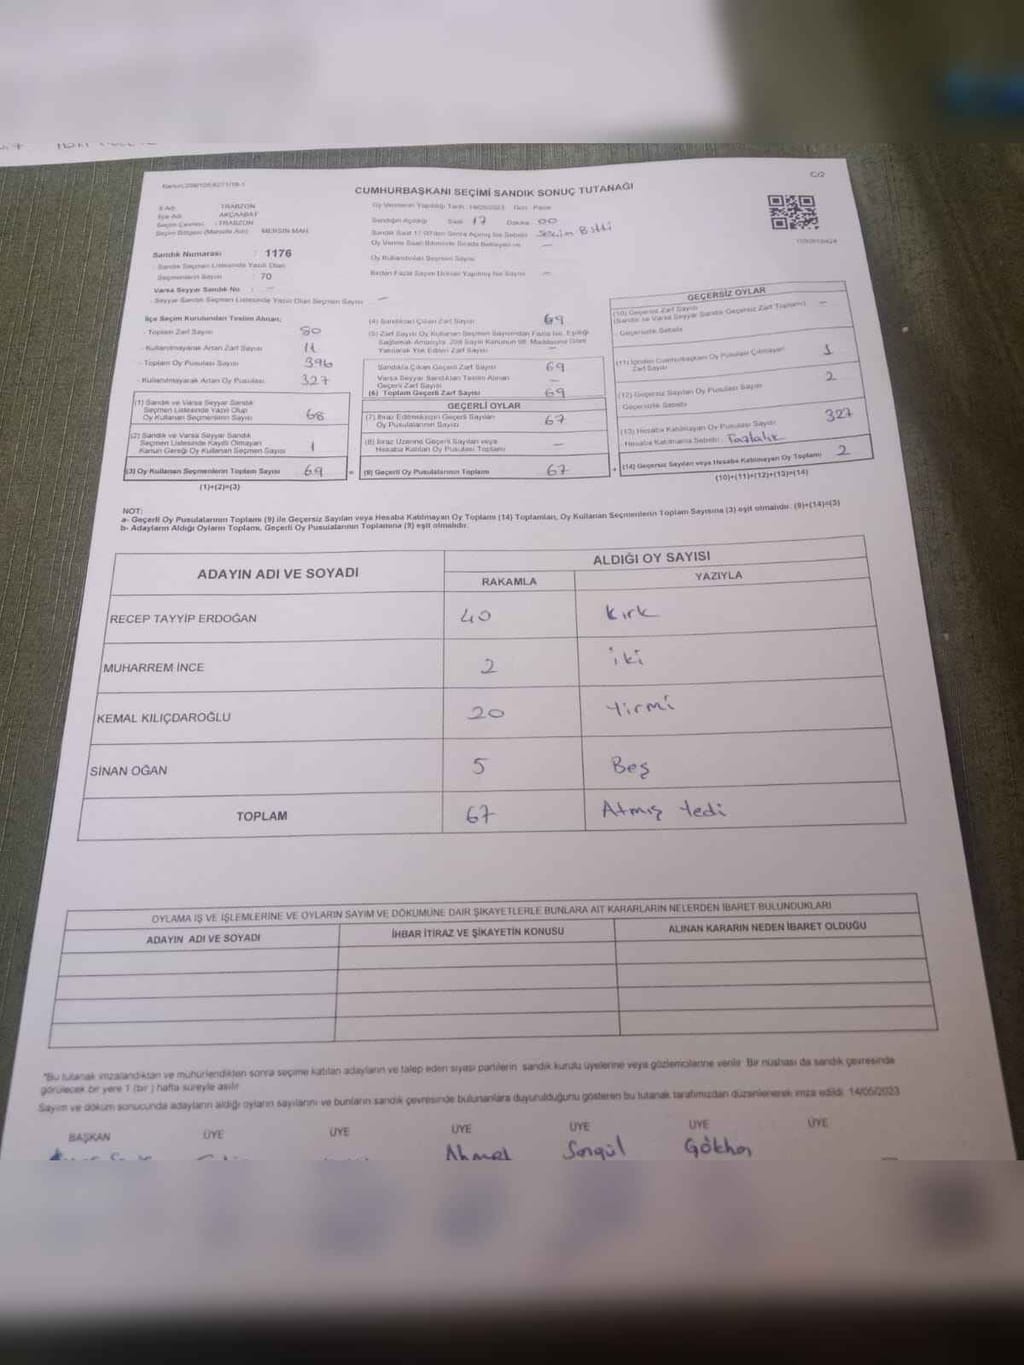 C/2
CUMHURBAŞKANI SEÇİMİ SANDIK SONUÇ TUTANAĞI
İl Adı : TRABZON
İlçe Adı : AKÇAABAT
Seçim Çevresi : TRABZON
Seçim Bölgesi (Mahalle Adı) : MERSİN MAH.
Sandık Numarası : 1176
Sandık Seçmen Listesinde Yazılı Olan
Seçmenlerin Sayısı : 70
Varsa Seyyar Sandık No : -
Seyyar Sandık Seçmen Listesinde Yazılı Olan Seçmen Sayısı -
Oy Vermenin Yapıldığı Tarih : 14/05/2023 Gün : Pazar
Sandığın Açıldığı Saat 17 Dakika 00
Seçim Bitti
Oy Kullandırılan Seçmen Sayısı
İlçe Seçim Kurulundan Teslim Alınan;
- Toplam Zarf Sayısı 80
- Kullanılmayarak Artan Zarf Sayısı 11
- Toplam Oy Pusulası Sayısı 396
- Kullanılmayarak Artan Oy Pusulası 327
(1) Sandık ve Varsa Seyyar Sandık
Seçmen Listesinde Yazılı Olup
Oy Kullanan Seçmen Sayısı 68
(2) Sandık ve Varsa Seyyar Sandık
Seçmen Listesinde Kayıtlı Olmayan
Kanun Gereği Oy Kullanan Seçmen Sayısı 1
(3) Oy Kullanan Seçmenlerin Toplam Sayısı 69
(1)+(2)=(3)
(4) Sandıktan Çıkan Zarf Sayısı 69
(5) Zarf Sayısı Oy Kullanan Seçmen Sayısından Fazla İse, Eşitliği
Sağlamak Amacıyla, 298 Sayılı Kanunun 98. Maddesine Göre
Yakılarak Yok Edilen Zarf Sayısı -
Sandıkta Çıkan Geçerli Zarf Sayısı 69
Varsa Seyyar Sandıktan Teslim Alınan
Geçerli Zarf Sayısı -
(6) Toplam Geçerli Zarf Sayısı 69
GEÇERLİ OYLAR
(7) İtiraz Edilmeksizin Geçerli Sayılan
Oy Pusulalarının Sayısı 67
(8) İtiraz Üzerine Geçerli Sayılan veya
Hesaba Katılan Oy Pusulası Toplamı -
(9) Geçerli Oy Pusulalarının Toplamı 67
GEÇERSİZ OYLAR
(10) Geçersiz Zarf Sayısı
(Sandık ve Varsa Seyyar Sandık Geçersiz Zarf Toplamı) -
Geçersizlik Sebebi
(11) İçinden Cumhurbaşkanı Oy Pusulası Çıkmayan
Zarf Sayısı 1
(12) Geçersiz Sayılan Oy Pusulası Sayısı 2
Geçersizlik Sebebi
(13) Hesaba Katılmayan Oy Pusulası Sayısı 327
Hesaba Katılmama Sebebi : Fazlalık
(14) Geçersiz Sayılan veya Hesaba Katılmayan Oy Toplamı 2
(10)+(11)+(12)+(13)=(14)
NOT:
a- Geçerli Oy Pusulalarının Toplamı (9) ile Geçersiz Sayılan veya Hesaba Katılmayan Oy Toplamı (14) Toplamları, Oy Kullanan Seçmenlerin Toplam Sayısına (3) eşit olmalıdır. (9)+(14)=(3)
b- Adayların Aldığı Oyların Toplamı, Geçerli Oy Pusulalarının Toplamına (9) eşit olmalıdır.
ADAYIN ADI VE SOYADI ALDIĞI OY SAYISI
RAKAMLA YAZIYLA
RECEP TAYYİP ERDOĞAN 40 Kırk
MUHARREM İNCE 2 iki
KEMAL KILIÇDAROĞLU 20 Yirmi
SİNAN OĞAN 5 Beş
TOPLAM 67 Atmış Yedi
OYLAMA İŞ VE İŞLEMLERİNE VE OYLARIN SAYIM VE DÖKÜMÜNE DAİR ŞİKAYETLERLE BUNLARA AİT KARARLARIN NELERDEN İBARET BULUNDUKLARI
ADAYIN ADI VE SOYADI İHBAR İTİRAZ VE ŞİKAYETİN KONUSU ALINAN KARARIN NEDEN İBARET OLDUĞU
"Bu tutanak imzalandıktan ve mühürlendikten sonra seçime katılan adayların ve talep eden siyasi partilerin sandık kurulu üyelerine veya gözlemcilerine verilir. Bir nüshası da sandık çevresinde
görülecek bir yere 1 (bir) hafta süreyle asılır.
Sayım ve döküm sonucunda adayların aldığı oyların sayılarını ve bunların sandık çevresinde bulunanlara duyurulduğunu gösteren bu tutanak tarafımızdan düzenlenerek imza edildi. 14/05/2023
BAŞKAN ÜYE ÜYE ÜYE ÜYE ÜYE ÜYE
Ahmet Songül Gökhan